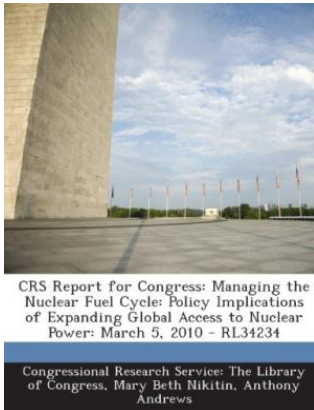 CRS Report for Congress: Managing the
Nuclear Fuel Cycle: Policy Implications
of Expanding Global Access to Nuclear
Power: March 5, 2010 - RL34234
Congressional Research Service: The Library
of Congress, Mary Beth Nikitin, Anthony
Andrews